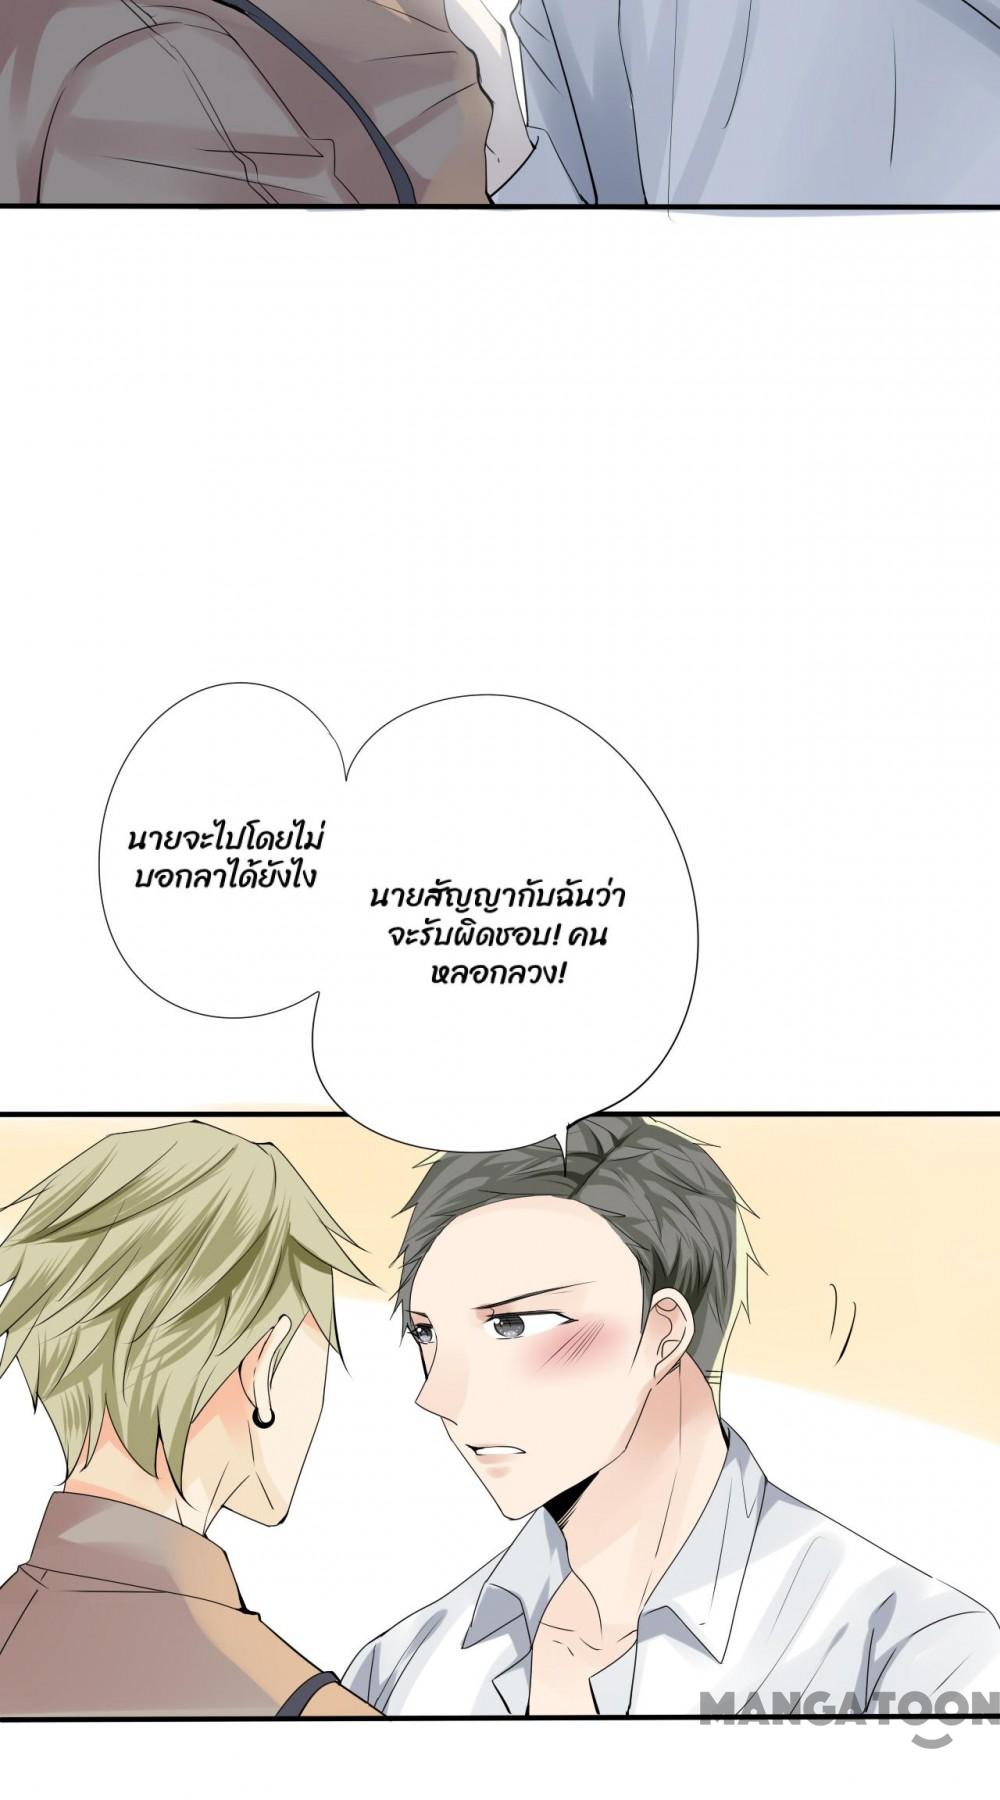 นายจะไปโดยไม่
บอกลาได้ยังไง
นายสัญญากับฉันว่า
จะรับผิดชอบ! คน
หลอกลวง!
MANGATOON